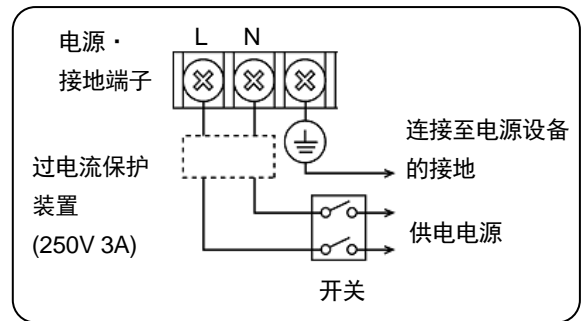 电源・
接地端子
L N
过电流保护
装置
(250V 3A)
连接至电源设备
的接地
供电电源
开关